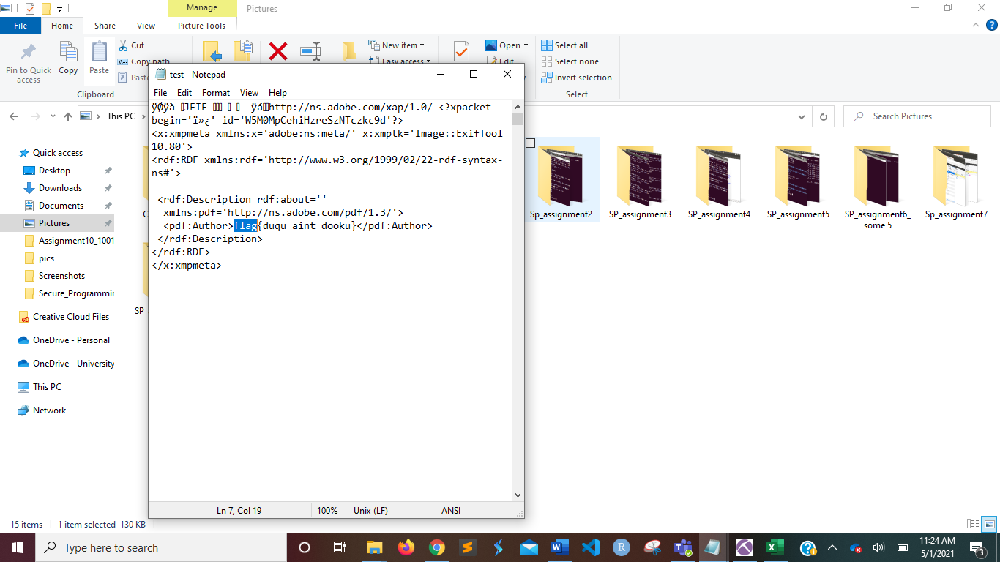 Manage
Pictures
File
Home
Share
View
Picture Tools
Pin to Quick
access
Copy
Paste
Cut
Copy path
Clipboard
New item
Easy access
Open
Edit
Select all
Select none
Invert selection
Select
This PC
Search Pictures
Quick access
Desktop
Downloads
Documents
Pictures
Assignment10_1001
pics
Screenshots
Creative Cloud Files
OneDrive - Personal
OneDrive - University
This PC
Network
test - Notepad
File Edit Format View Help
ÿØÿà JFIF ÿá http://ns.adobe.com/xap/1.0/ <?xpacket
begin='ï»¿' id='W5M0MpCehiHzreSzNTczkc9d'?>
<x:xmpmeta xmlns:x='adobe:ns:meta/' x:xmptk='Image::ExifTool
10.80'>
<rdf:RDF xmlns:rdf='http://www.w3.org/1999/02/22-rdf-syntax-
ns#'>
<rdf:Description rdf:about=''
xmlns:pdf='http://ns.adobe.com/pdf/1.3/'>
<pdf:Author>flag{duqu_aint_dooku}</pdf:Author>
</rdf:Description>
</rdf:RDF>
</x:xmpmeta>
Ln 7, Col 19
100%
Unix (LF)
ANSI
Sp_assignment2
SP_assignment3
SP_assignment4
SP_assignment5
SP_assignment6_
some 5
Sp_assignment7
15 items
1 item selected 130 KB
Type here to search
11:24 AM
5/1/2021
3